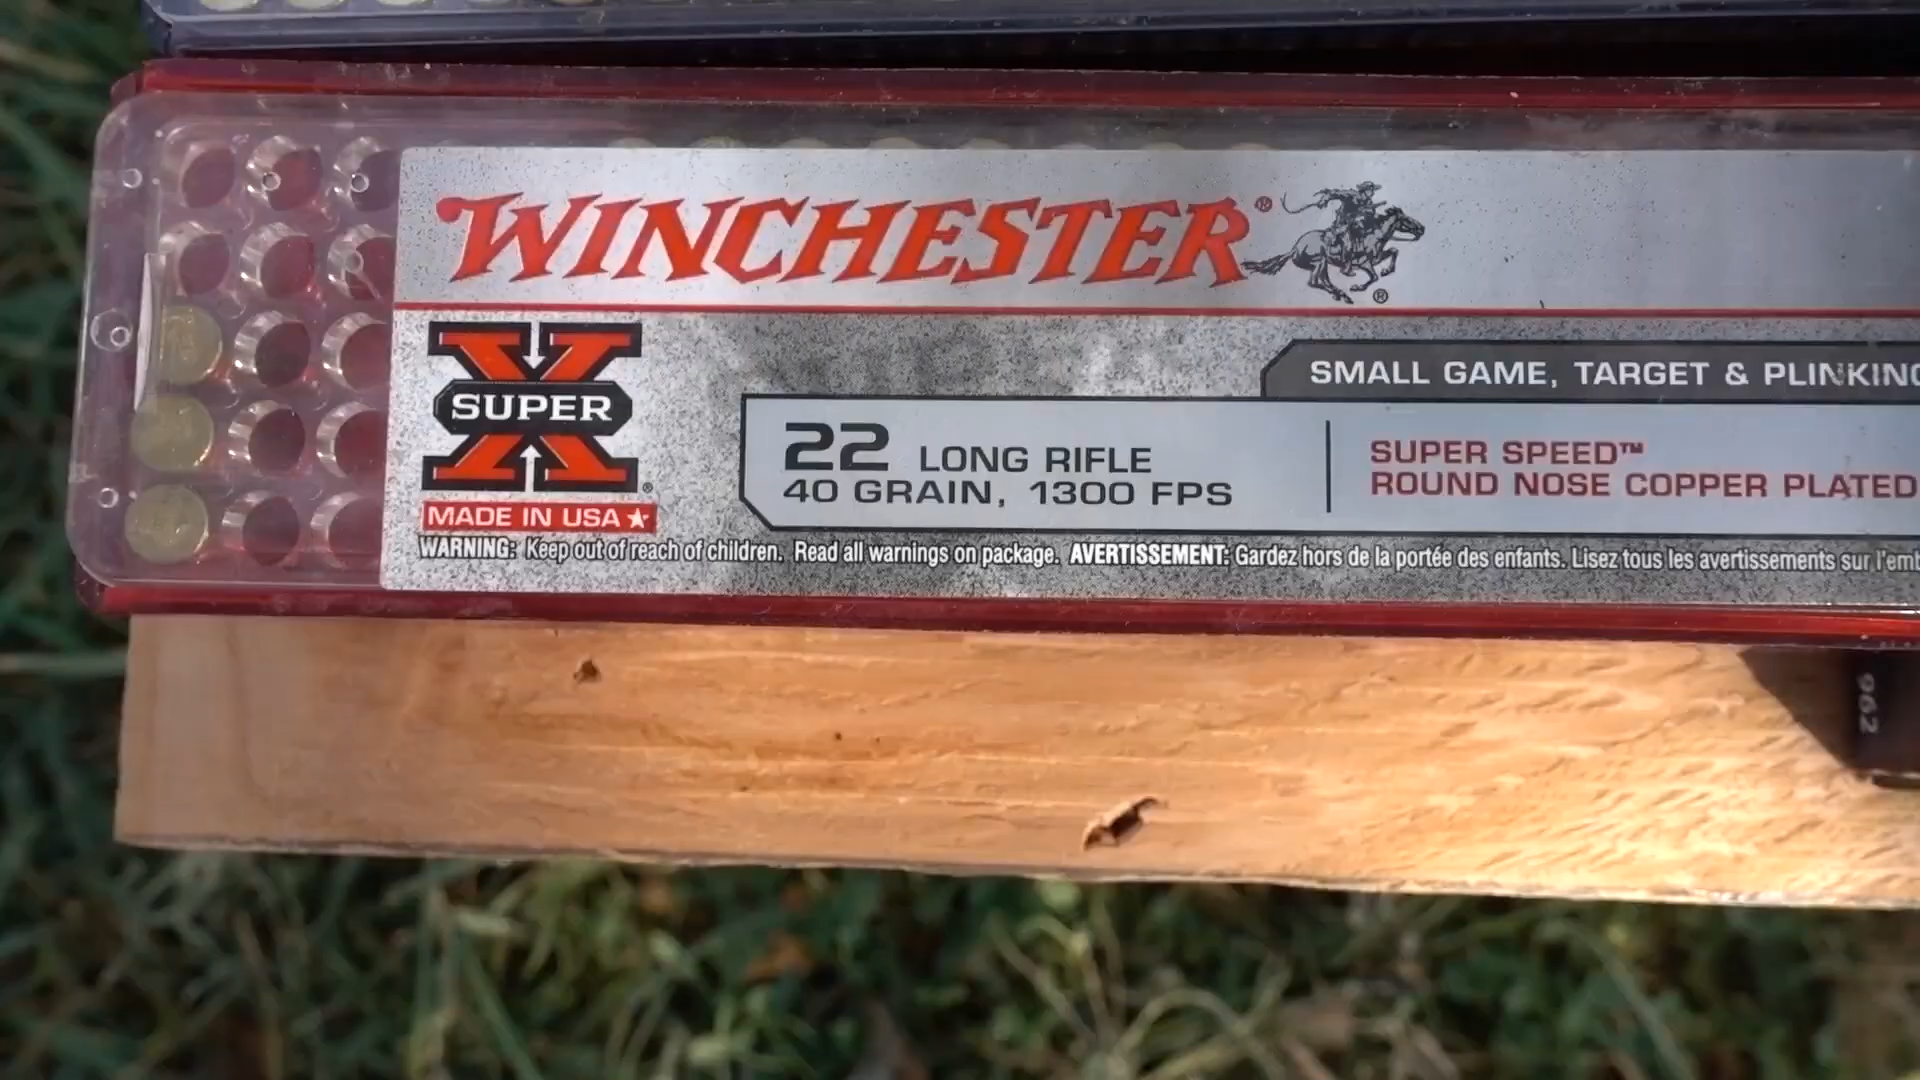 WINCHESTER®
®
X
SUPER
®
MADE IN USA
SMALL GAME, TARGET & PLINKING
22 LONG RIFLE
40 GRAIN, 1300 FPS
SUPER SPEED™
ROUND NOSE COPPER PLATED
WARNING: Keep out of reach of children. Read all warnings on package. AVERTISSEMENT: Gardez hors de la portée des enfants. Lisez tous les avertissements sur
962